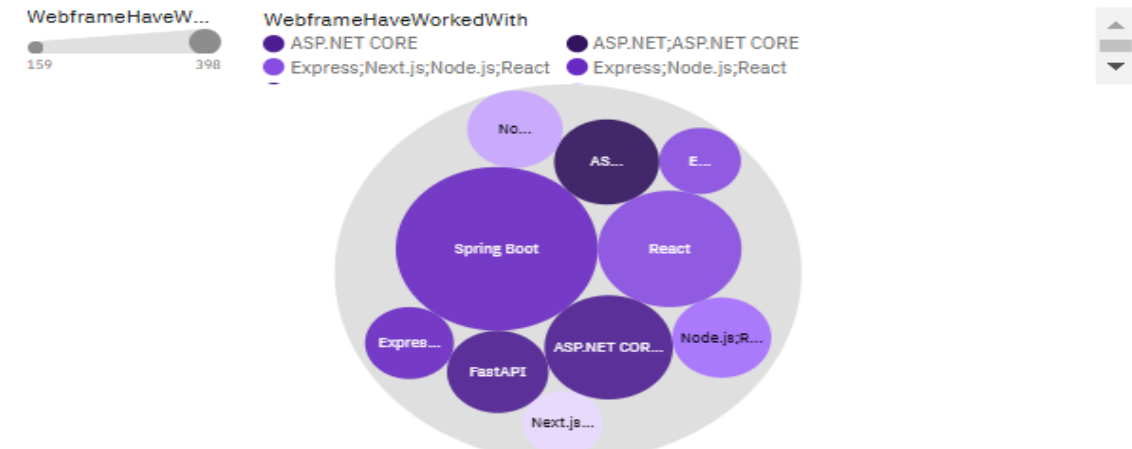 WebframeHaveW...
159
398
WebframeHaveWorkedWith
ASP.NET CORE
ASP.NET;ASP.NET CORE
Express;Next.js;Node.js;React
Express;Node.js;React
No...
AS...
E...
Spring Boot
React
Expres...
ASP.NET COR...
Node.js;R...
FastAPI
Next.js...